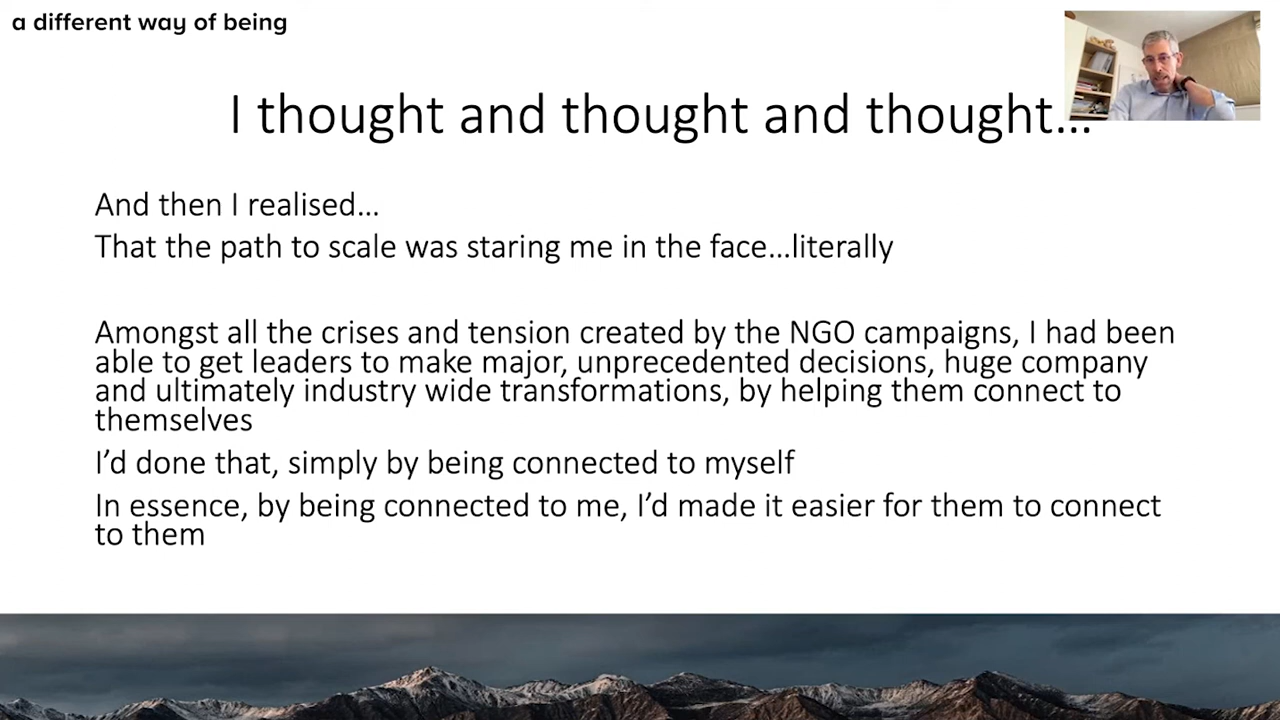 a different way of being
I thought and thought and thought...
And then I realised...
That the path to scale was staring me in the face...literally
Amongst all the crises and tension created by the NGO campaigns, I had been
able to get leaders to make major, unprecedented decisions, huge company
and ultimately industry wide transformations, by helping them connect to
themselves
I’d done that, simply by being connected to myself
In essence, by being connected to me, I’d made it easier for them to connect
to them